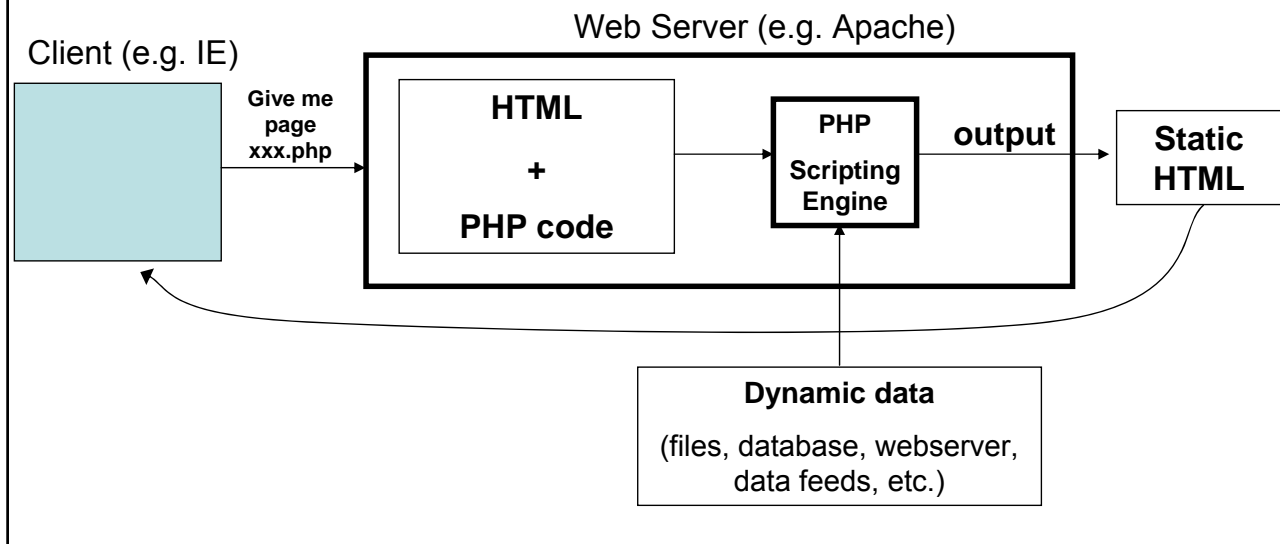 Web Server (e.g. Apache)
Client (e.g. IE)
Give me
page
xxx.php
HTML
+
PHP code
PHP
Scripting
Engine
output
Static
HTML
Dynamic data
(files, database, webserver,
data feeds, etc.)